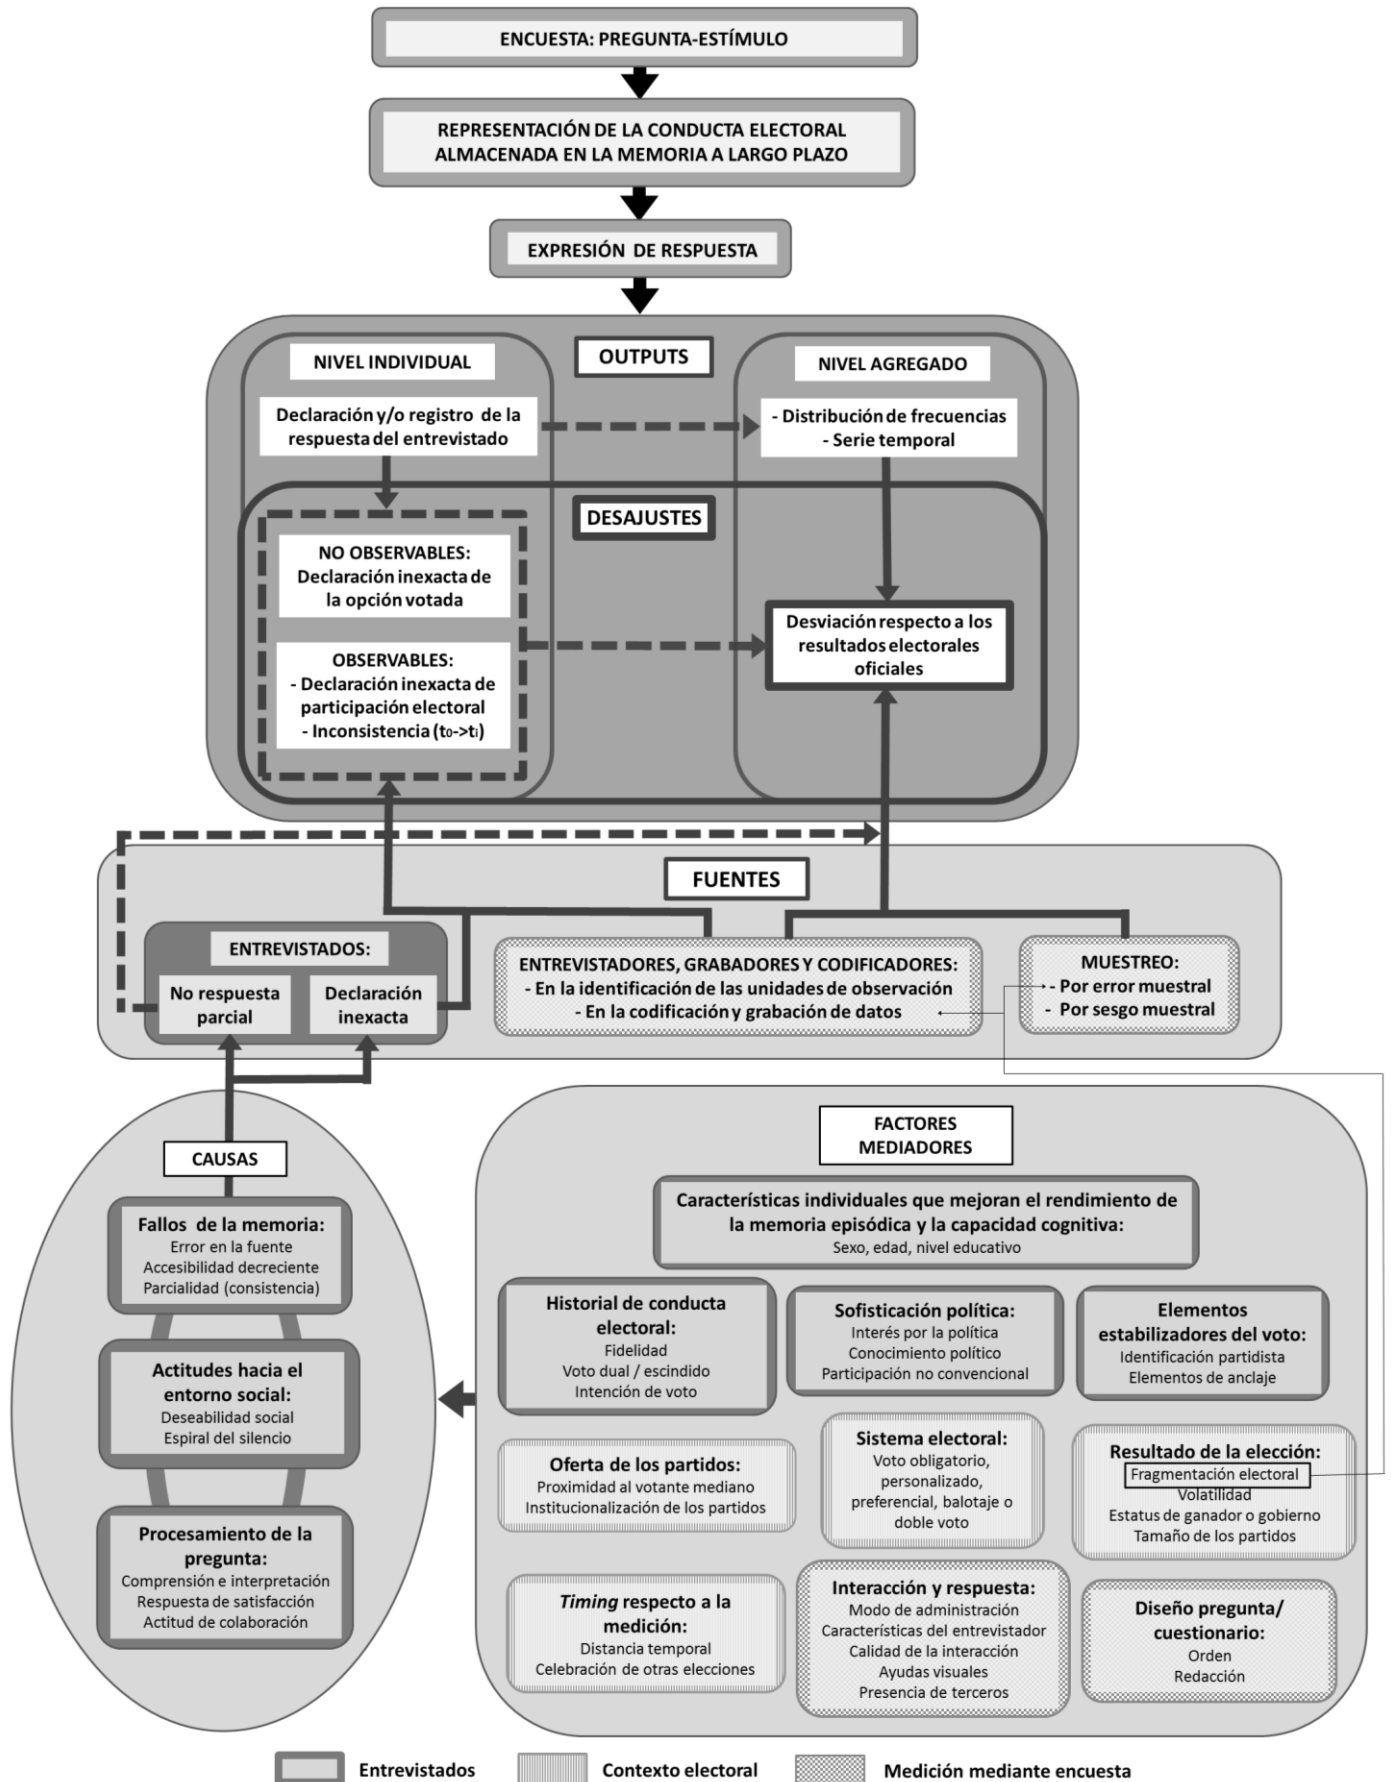 ENCUESTA: PREGUNTA-ESTÍMULO
REPRESENTACIÓN DE LA CONDUCTA ELECTORAL
ALMACENADA EN LA MEMORIA A LARGO PLAZO
EXPRESIÓN DE RESPUESTA
OUTPUTS
NIVEL INDIVIDUAL
Declaración y/o registro de la
respuesta del entrevistado
NIVEL AGREGADO
- Distribución de frecuencias
- Serie temporal
DESAJUSTES
NO OBSERVABLES:
Declaración inexacta de
la opción votada
OBSERVABLES:
- Declaración inexacta de
participación electoral
- Inconsistencia (t0->ti)
Desviación respecto a los
resultados electorales
oficiales
FUENTES
ENTREVISTADOS:
No respuesta
parcial
Declaración
inexacta
ENTREVISTADORES, GRABADORES Y CODIFICADORES:
- En la identificación de las unidades de observación
- En la codificación y grabación de datos
MUESTREO:
- Por error muestral
- Por sesgo muestral
CAUSAS
Fallos de la memoria:
Error en la fuente
Accesibilidad decreciente
Parcialidad (consistencia)
Actitudes hacia el
entorno social:
Deseabilidad social
Espiral del silencio
Procesamiento de la
pregunta:
Comprensión e interpretación
Respuesta de satisfacción
Actitud de colaboración
FACTORES
MEDIADORES
Características individuales que mejoran el rendimiento de
la memoria episódica y la capacidad cognitiva:
Sexo, edad, nivel educativo
Historial de conducta
electoral:
Fidelidad
Voto dual / escindido
Intención de voto
Sofisticación política:
Interés por la política
Conocimiento político
Participación no convencional
Elementos
estabilizadores del voto:
Identificación partidista
Elementos de anclaje
Oferta de los partidos:
Proximidad al votante mediano
Institucionalización de los partidos
Sistema electoral:
Voto obligatorio,
personalizado,
preferencial, balotaje o
doble voto
Resultado de la elección:
Fragmentación electoral
Volatilidad
Estatus de ganador o gobierno
Tamaño de los partidos
Timing respecto a la
medición:
Distancia temporal
Celebración de otras elecciones
Interacción y respuesta:
Modo de administración
Características del entrevistador
Calidad de la interacción
Ayudas visuales
Presencia de terceros
Diseño pregunta/
cuestionario:
Orden
Redacción
Entrevistados
Contexto electoral
Medición mediante encuesta